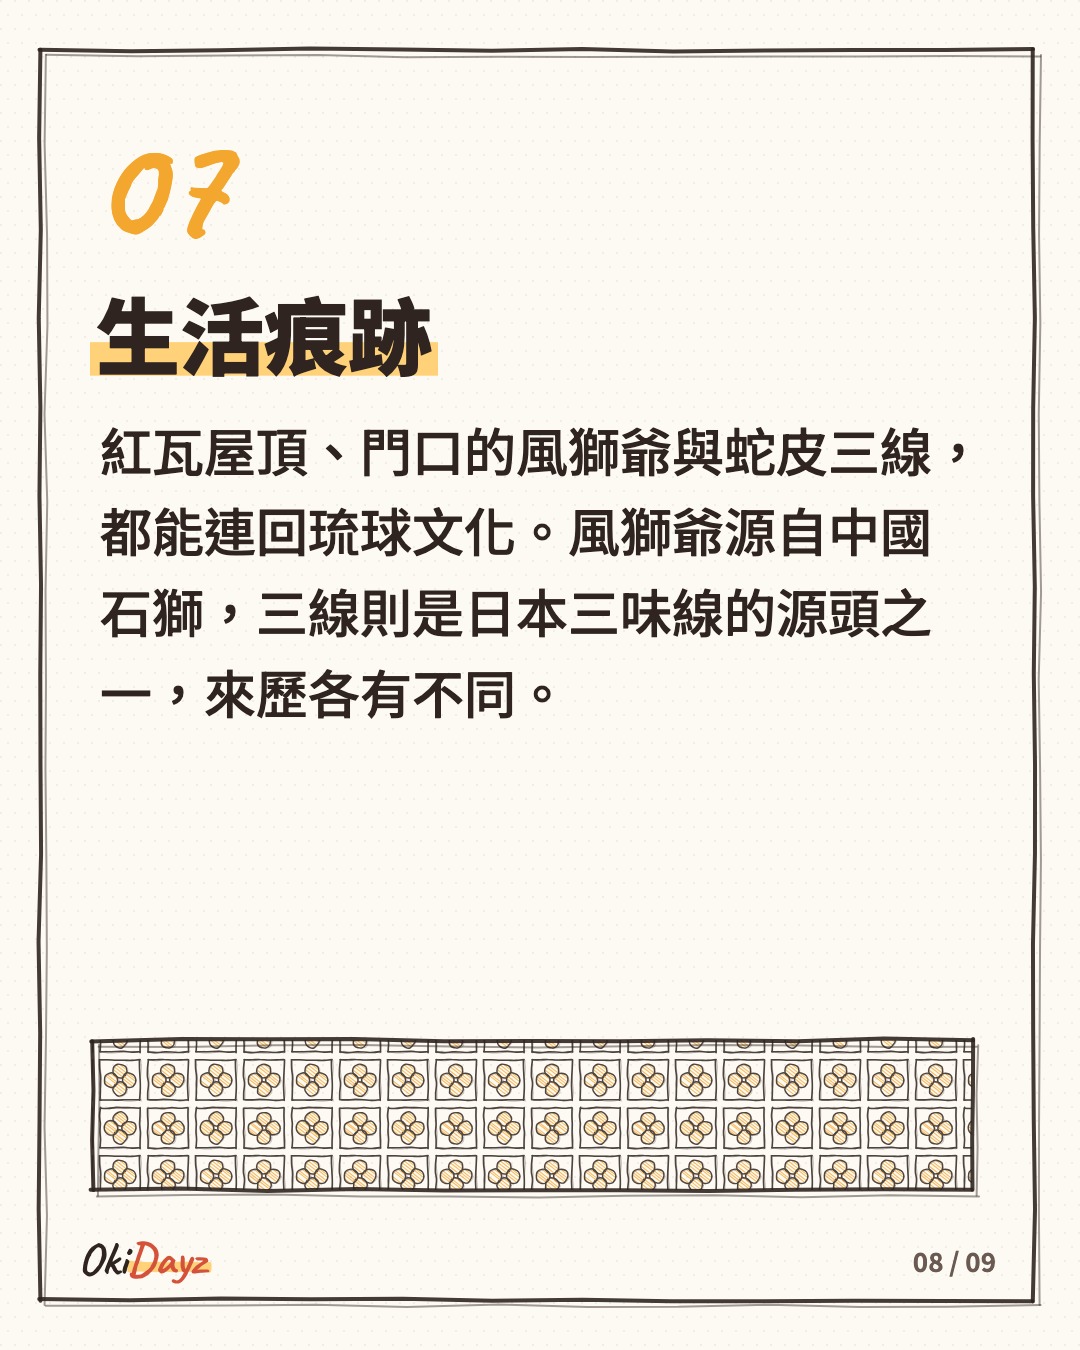 07
生活痕跡
紅瓦屋頂、門口的風獅爺與蛇皮三線，
都能連回琉球文化。風獅爺源自中國
石獅，三線則是日本三味線的源頭之
一，來歷各有不同。
OkiDayz
08 / 09